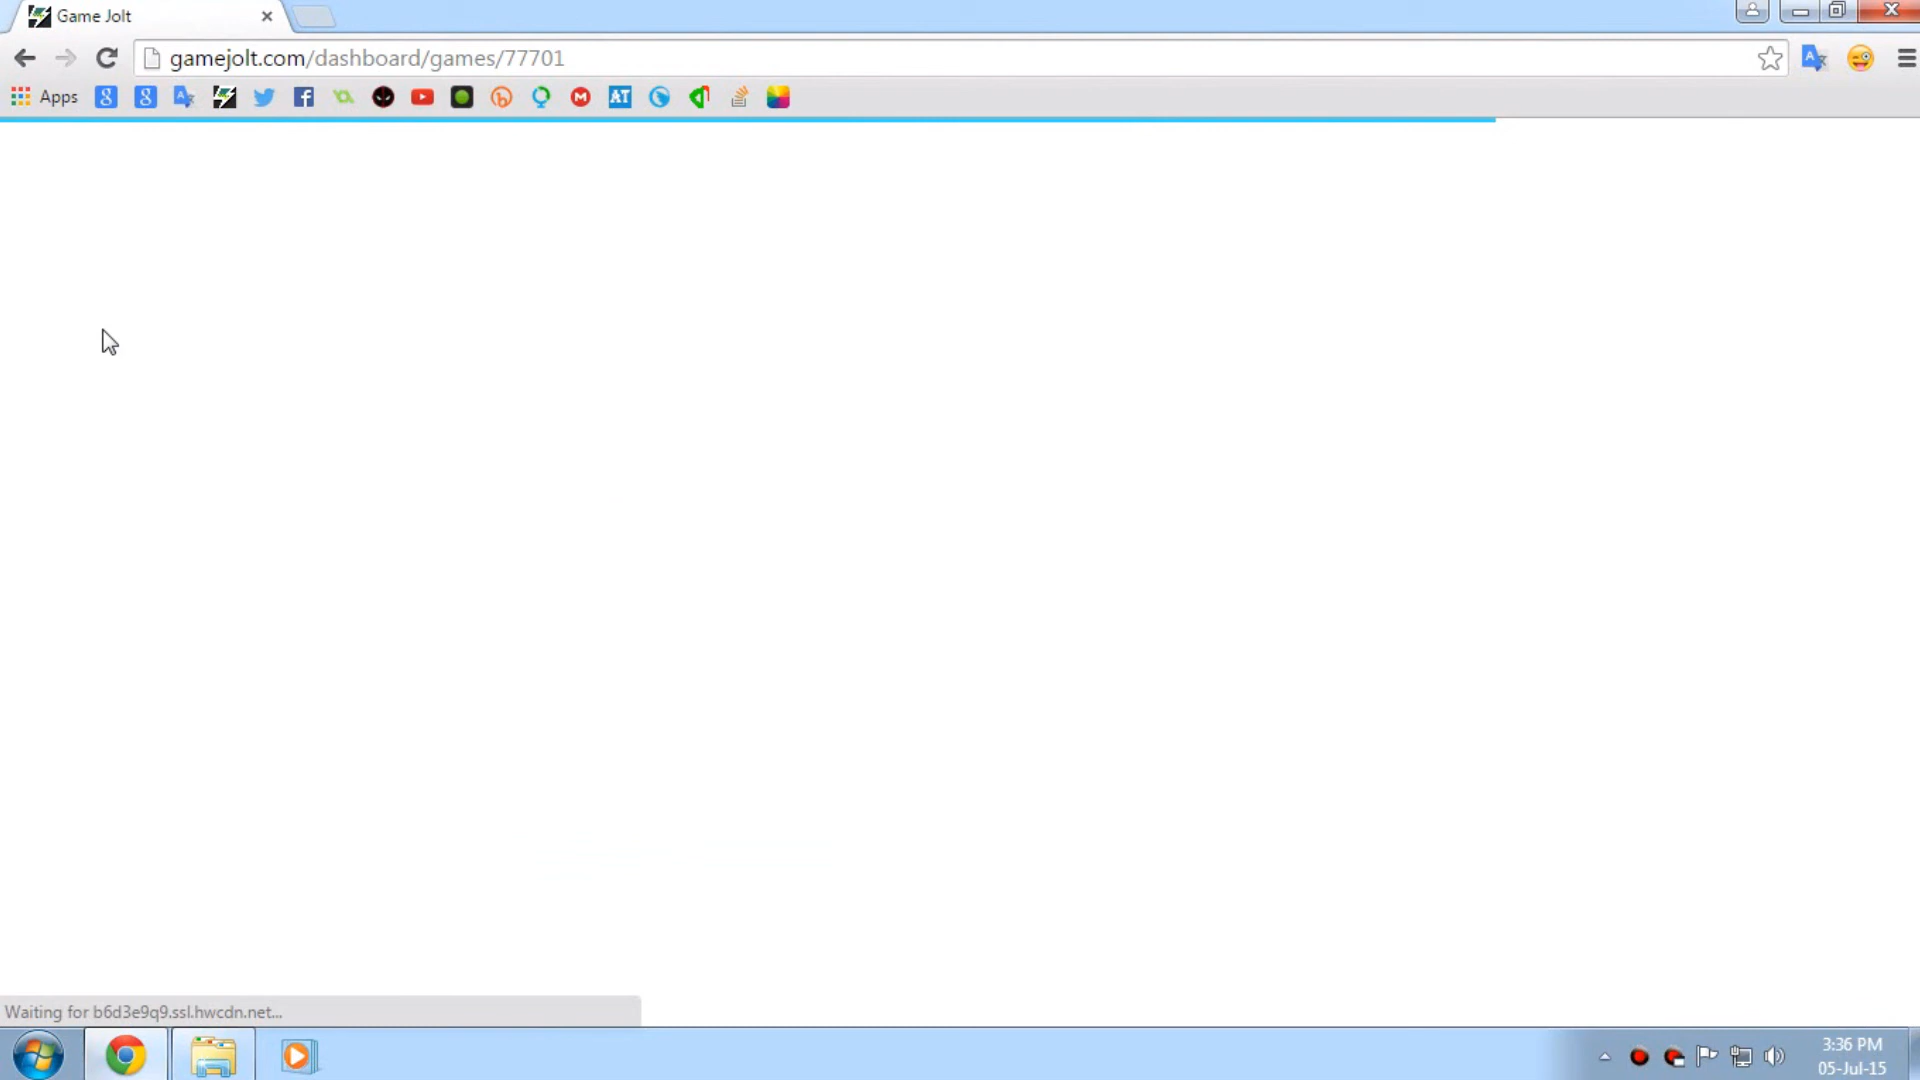 Game Jolt
gamejolt.com/dashboard/games/77701
Apps
AT
Waiting for b6d3e9q9.ssl.hwcdn.net...
3:36 PM
05-Jul-15